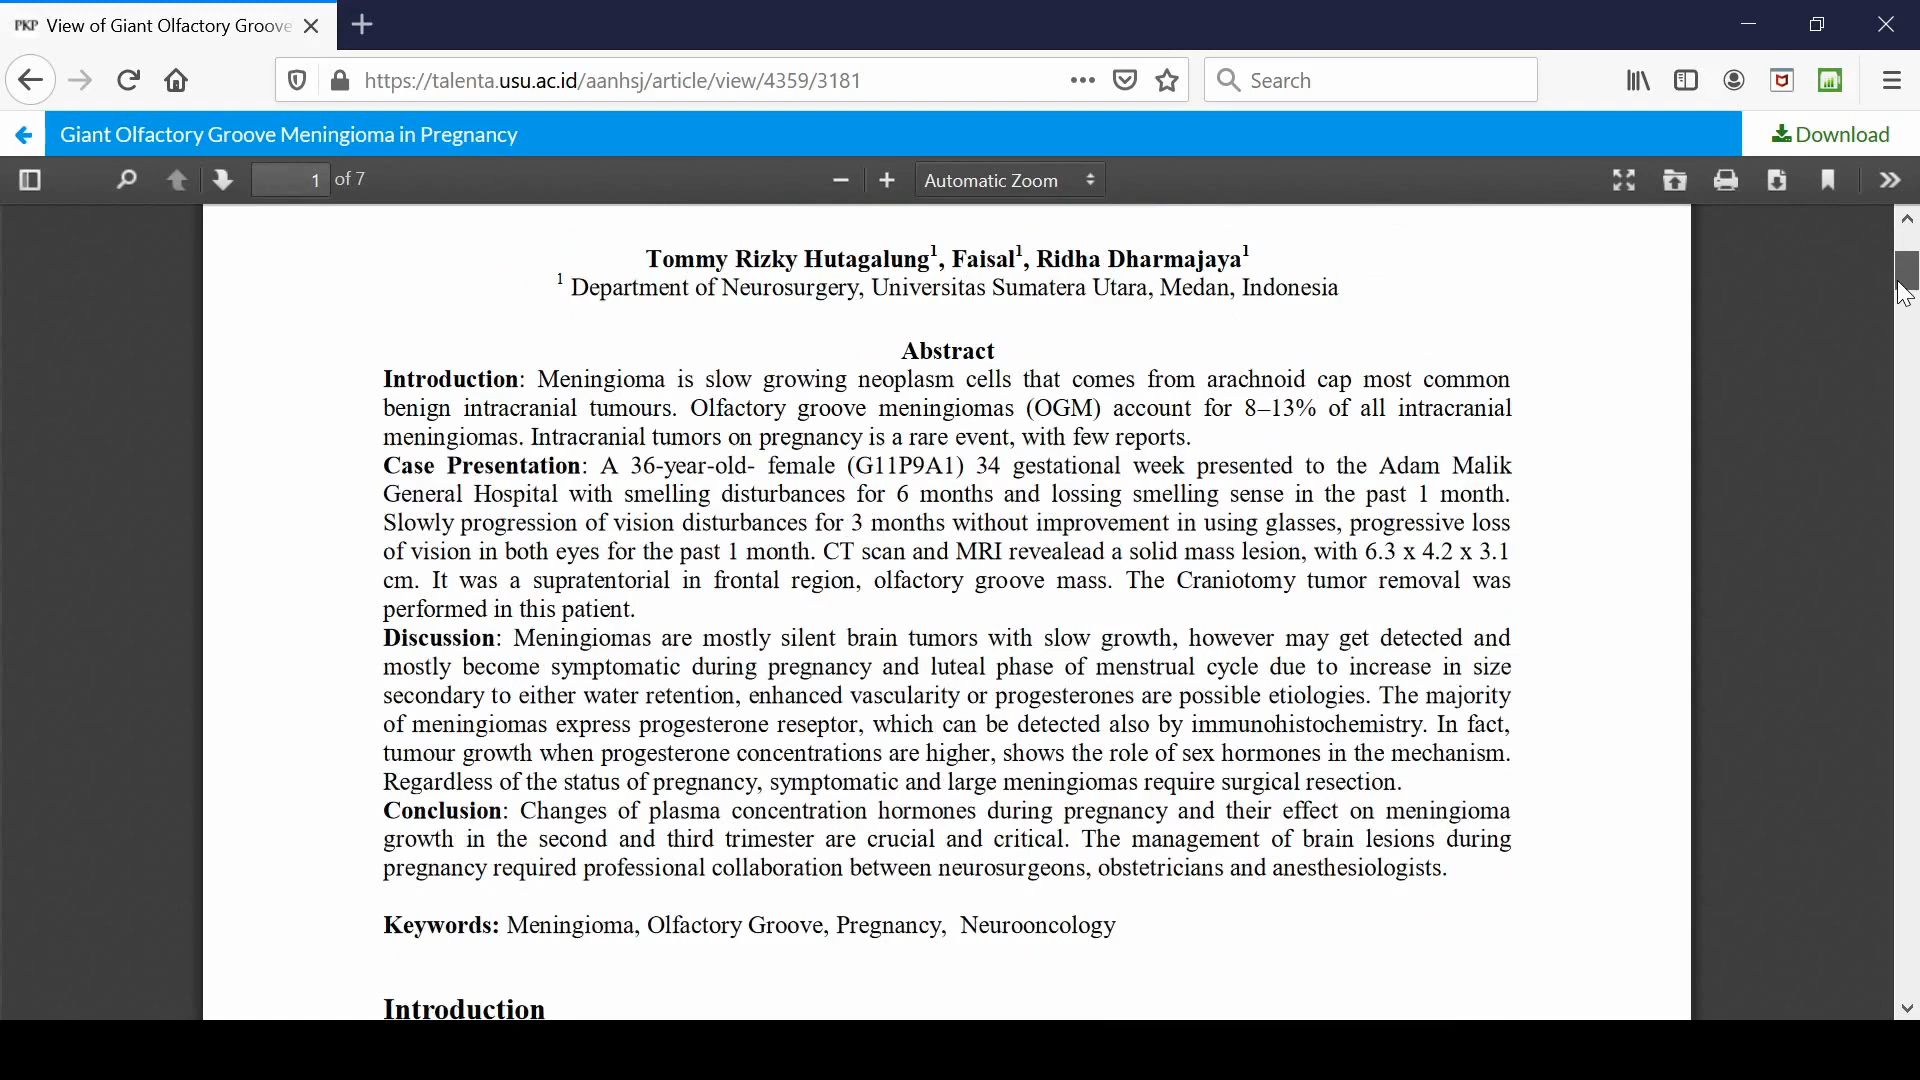 PKP View of Giant Olfactory Groove
https://talenta.usu.ac.id/aanhsj/article/view/4359/3181
Search
Giant Olfactory Groove Meningioma in Pregnancy
Download
1 of 7
Automatic Zoom
Tommy Rizky Hutagalung1, Faisal1, Ridha Dharmajaya1
1 Department of Neurosurgery, Universitas Sumatera Utara, Medan, Indonesia
Abstract
Introduction: Meningioma is slow growing neoplasm cells that comes from arachnoid cap most common
benign intracranial tumours. Olfactory groove meningiomas (OGM) account for 8–13% of all intracranial
meningiomas. Intracranial tumors on pregnancy is a rare event, with few reports.
Case Presentation: A 36-year-old- female (G11P9A1) 34 gestational week presented to the Adam Malik
General Hospital with smelling disturbances for 6 months and lossing smelling sense in the past 1 month.
Slowly progression of vision disturbances for 3 months without improvement in using glasses, progressive loss
of vision in both eyes for the past 1 month. CT scan and MRI revealead a solid mass lesion, with 6.3 x 4.2 x 3.1
cm. It was a supratentorial in frontal region, olfactory groove mass. The Craniotomy tumor removal was
performed in this patient.
Discussion: Meningiomas are mostly silent brain tumors with slow growth, however may get detected and
mostly become symptomatic during pregnancy and luteal phase of menstrual cycle due to increase in size
secondary to either water retention, enhanced vascularity or progesterones are possible etiologies. The majority
of meningiomas express progesterone reseptor, which can be detected also by immunohistochemistry. In fact,
tumour growth when progesterone concentrations are higher, shows the role of sex hormones in the mechanism.
Regardless of the status of pregnancy, symptomatic and large meningiomas require surgical resection.
Conclusion: Changes of plasma concentration hormones during pregnancy and their effect on meningioma
growth in the second and third trimester are crucial and critical. The management of brain lesions during
pregnancy required professional collaboration between neurosurgeons, obstetricians and anesthesiologists.
Keywords: Meningioma, Olfactory Groove, Pregnancy, Neurooncology
Introduction